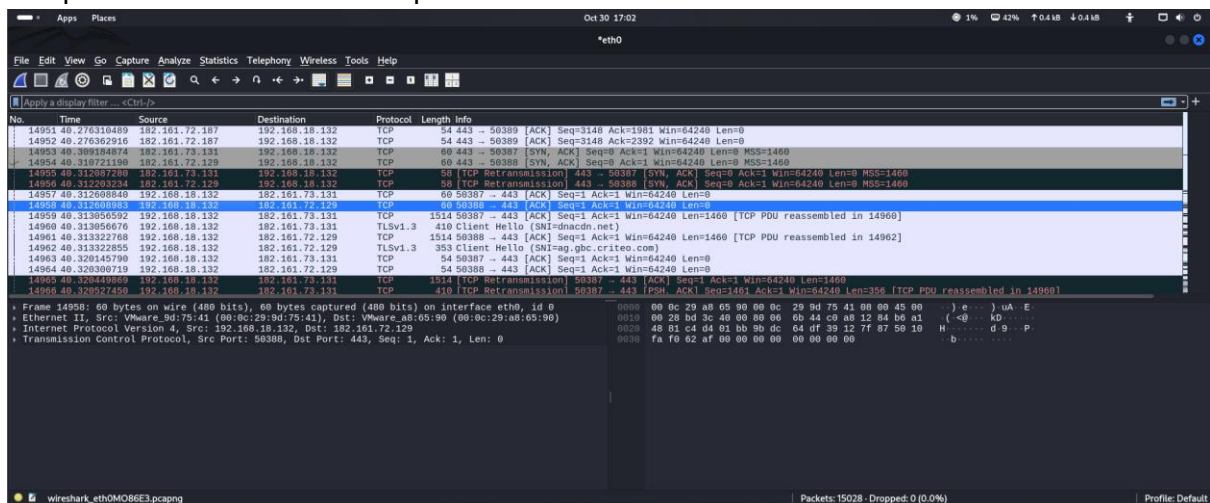 Apps Places Oct 30 17:02 1% 42% ↑0.4 kB ↓0.4 kB
*eth0
File Edit View Go Capture Analyze Statistics Telephony Wireless Tools Help
Apply a display filter ... <Ctrl-/>
No. Time Source Destination Protocol Length Info
14951 40.276310489 182.161.72.187 192.168.18.132 TCP 54 443 → 50389 [ACK] Seq=3148 Ack=1981 Win=64240 Len=0
14952 40.276362916 182.161.72.187 192.168.18.132 TCP 54 443 → 50389 [ACK] Seq=3148 Ack=2392 Win=64240 Len=0
14953 40.309184874 182.161.73.131 192.168.18.132 TCP 60 443 → 50387 [SYN, ACK] Seq=0 Ack=1 Win=64240 Len=0 MSS=1460
14954 40.310721190 182.161.72.129 192.168.18.132 TCP 60 443 → 50388 [SYN, ACK] Seq=0 Ack=1 Win=64240 Len=0 MSS=1460
14955 40.312087280 182.161.73.131 192.168.18.132 TCP 58 [TCP Retransmission] 443 → 50387 [SYN, ACK] Seq=0 Ack=1 Win=64240 Len=0 MSS=1460
14956 40.312203234 182.161.72.129 192.168.18.132 TCP 58 [TCP Retransmission] 443 → 50388 [SYN, ACK] Seq=0 Ack=1 Win=64240 Len=0 MSS=1460
14957 40.312608840 192.168.18.132 182.161.73.131 TCP 60 50387 → 443 [ACK] Seq=1 Ack=1 Win=64240 Len=0
14958 40.312608983 192.168.18.132 182.161.72.129 TCP 60 50388 → 443 [ACK] Seq=1 Ack=1 Win=64240 Len=0
14959 40.313056592 192.168.18.132 182.161.73.131 TCP 1514 50387 → 443 [ACK] Seq=1 Ack=1 Win=64240 Len=1460 [TCP PDU reassembled in 14960]
14960 40.313056676 192.168.18.132 182.161.73.131 TLSv1.3 410 Client Hello (SNI=dnacdn.net)
14961 40.313322768 192.168.18.132 182.161.72.129 TCP 1514 50388 → 443 [ACK] Seq=1 Ack=1 Win=64240 Len=1460 [TCP PDU reassembled in 14962]
14962 40.313322855 192.168.18.132 182.161.72.129 TLSv1.3 353 Client Hello (SNI=ag.gbc.criteo.com)
14963 40.320145790 192.168.18.132 182.161.73.131 TCP 54 50387 → 443 [ACK] Seq=1 Ack=1 Win=64240 Len=0
14964 40.320300719 192.168.18.132 182.161.72.129 TCP 54 50388 → 443 [ACK] Seq=1 Ack=1 Win=64240 Len=0
14965 40.320449869 192.168.18.132 182.161.73.131 TCP 1514 [TCP Retransmission] 50387 → 443 [ACK] Seq=1 Ack=1 Win=64240 Len=1460
14966 40.320527450 192.168.18.132 182.161.73.131 TCP 410 [TCP Retransmission] 50387 → 443 [PSH, ACK] Seq=1461 Ack=1 Win=64240 Len=356 [TCP PDU reassembled in 14960]
Frame 14958: 60 bytes on wire (480 bits), 60 bytes captured (480 bits) on interface eth0, id 0
Ethernet II, Src: VMware_9d:75:41 (00:0c:29:9d:75:41), Dst: VMware_a8:65:90 (00:0c:29:a8:65:90)
Internet Protocol Version 4, Src: 192.168.18.132, Dst: 182.161.72.129
Transmission Control Protocol, Src Port: 50388, Dst Port: 443, Seq: 1, Ack: 1, Len: 0
0000 00 0c 29 a8 65 90 00 0c 29 9d 75 41 08 00 45 00 ··)·e··· )·uA··E·
0010 00 28 bd 3c 40 00 80 06 6b 44 c0 a8 12 84 b6 a1 ·(·<@··· kD······
0020 48 81 c4 d4 01 bb 9b dc 64 df 39 12 7f 87 50 10 H······· d·9···P·
0030 fa f0 62 af 00 00 00 00 00 00 00 00 ··b····· ····
wireshark_eth0MO86E3.pcapng Packets: 15028 · Dropped: 0 (0.0%) Profile: Default